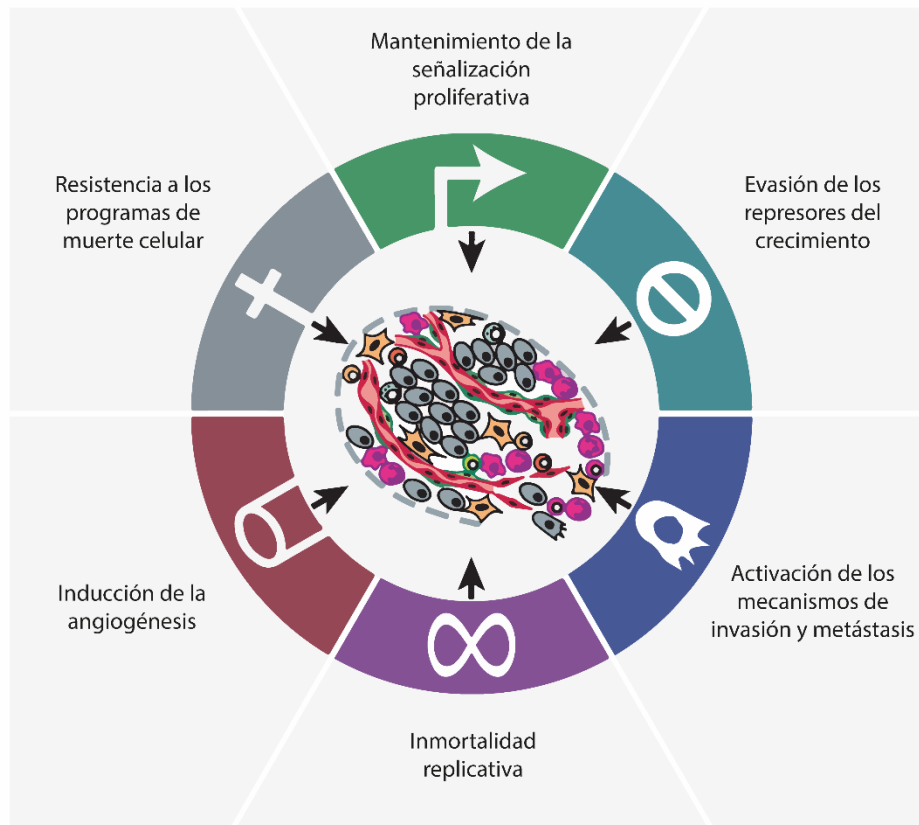 Mantenimiento de la
señalización
proliferativa
Resistencia a los
programas de
muerte celular
Evasión de los
represores del
crecimiento
Inducción de la
angiogénesis
Activación de los
mecanismos de
invasión y metástasis
Inmortalidad
replicativa